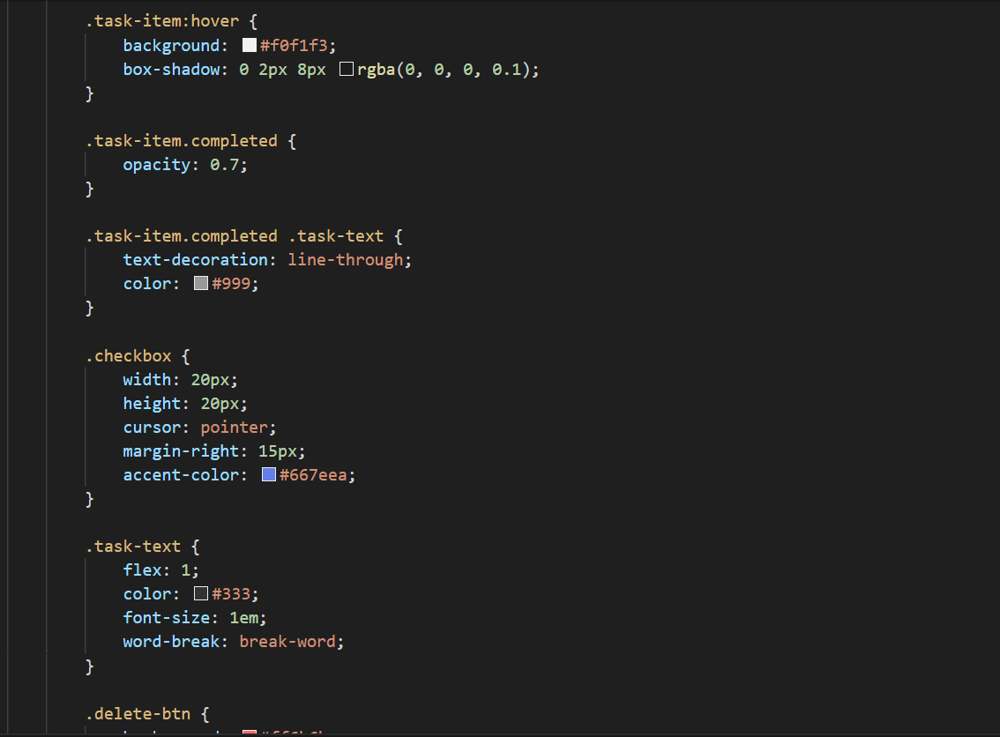 .task-item:hover {
    background: #f0f1f3;
    box-shadow: 0 2px 8px rgba(0, 0, 0, 0.1);
}

.task-item.completed {
    opacity: 0.7;
}

.task-item.completed .task-text {
    text-decoration: line-through;
    color: #999;
}

.checkbox {
    width: 20px;
    height: 20px;
    cursor: pointer;
    margin-right: 15px;
    accent-color: #667eea;
}

.task-text {
    flex: 1;
    color: #333;
    font-size: 1em;
    word-break: break-word;
}

.delete-btn {